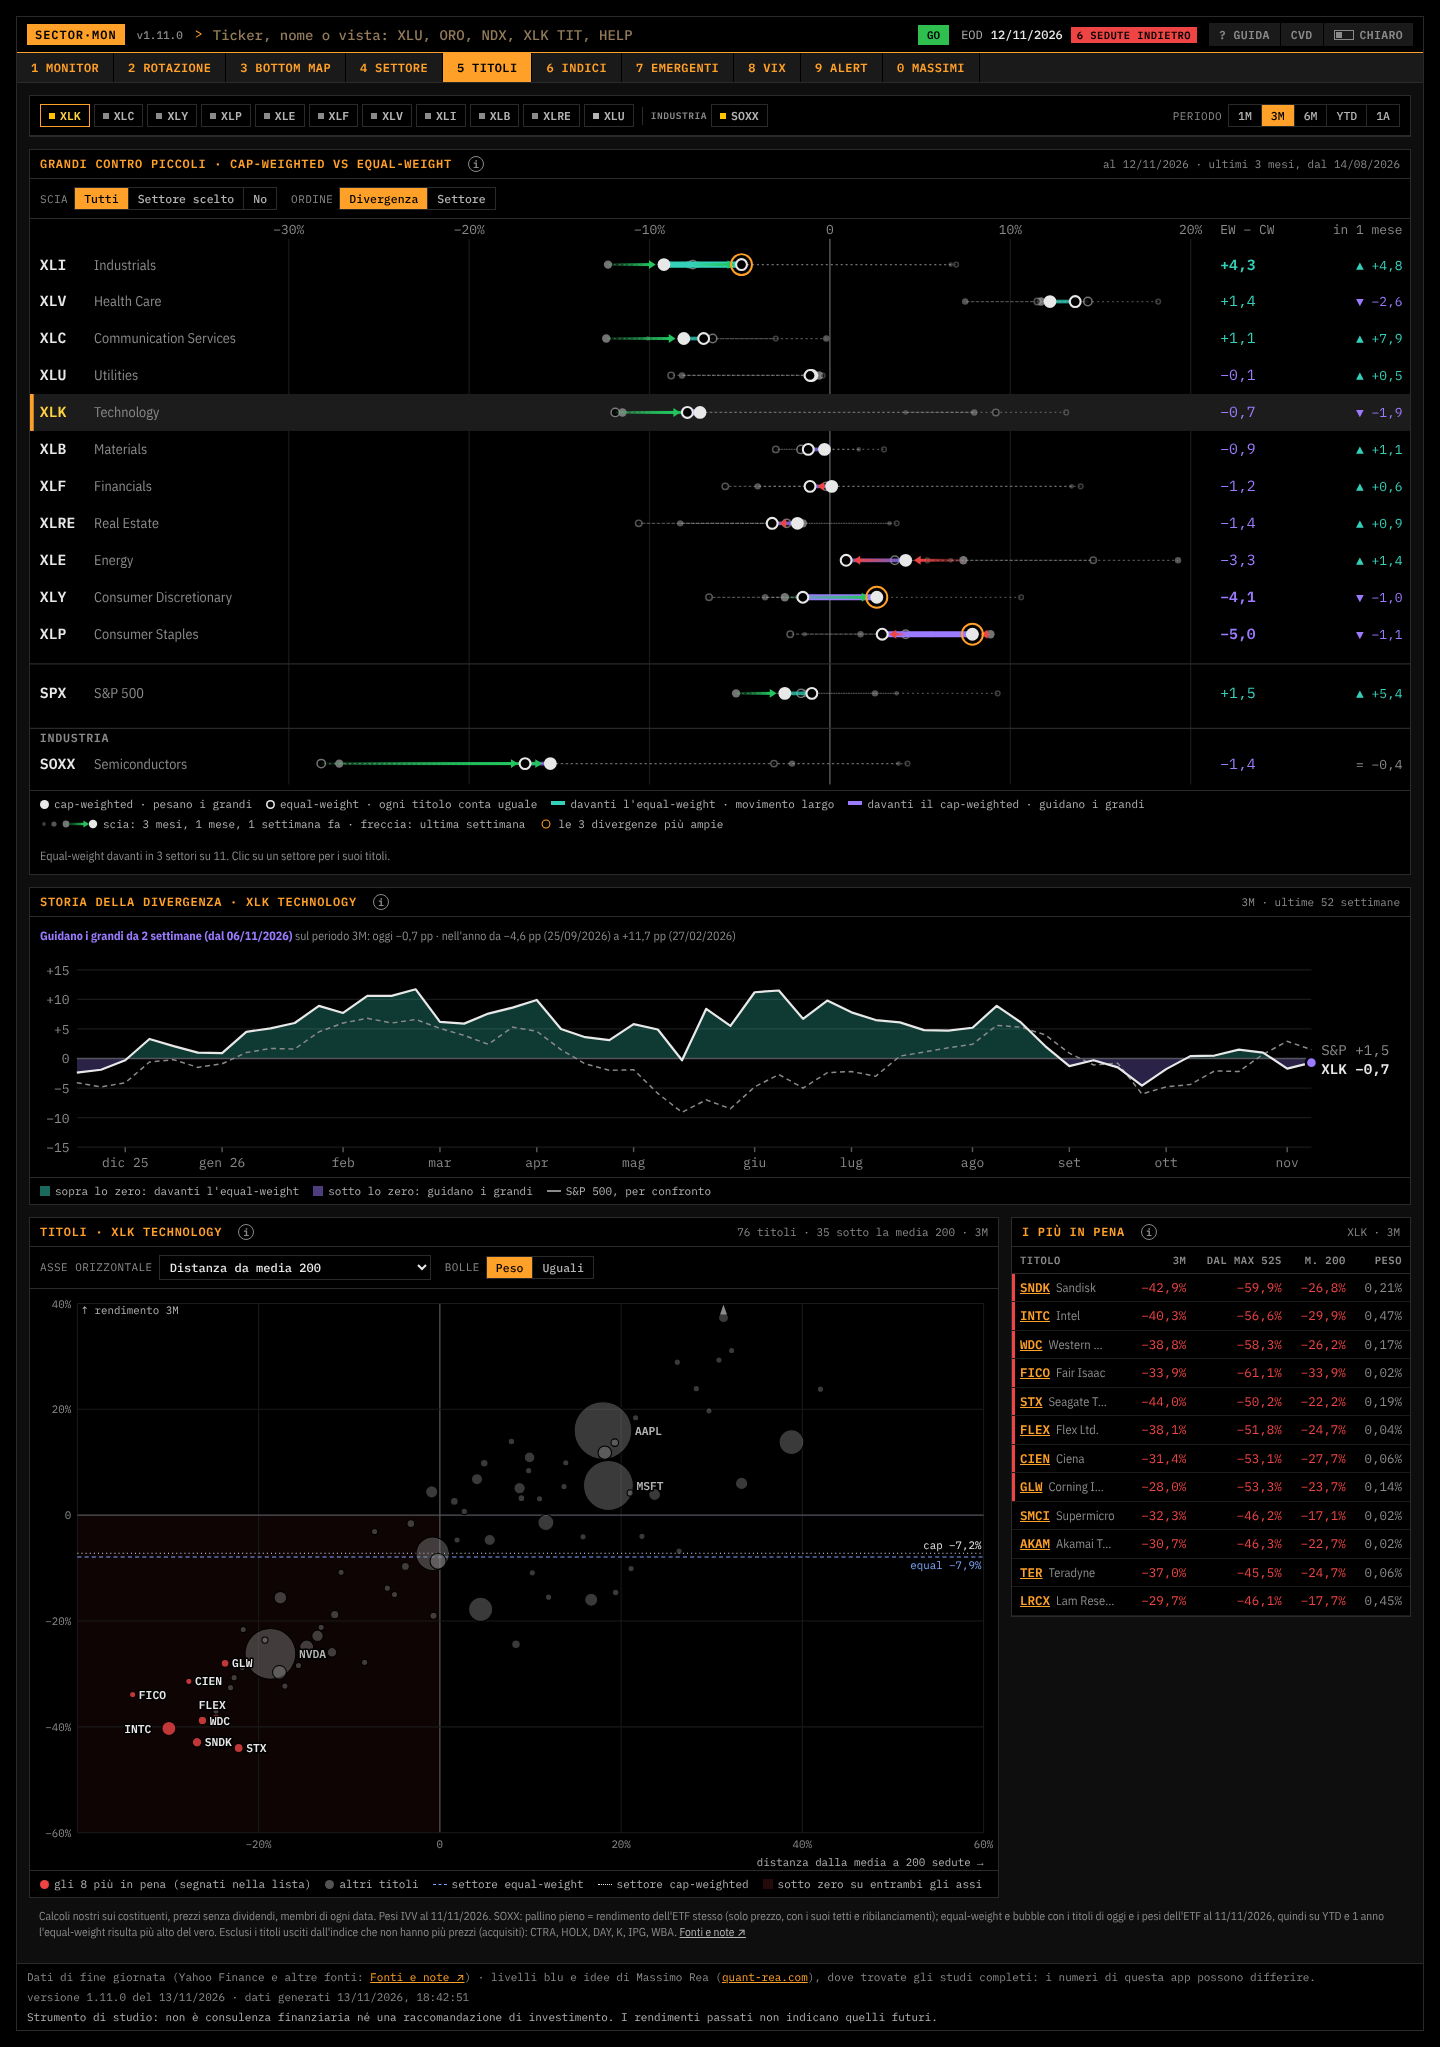 SECTOR·MON v1.11.0 > Ticker, nome o vista: XLU, ORO, NDX, XLK TIT, HELP GO EOD 12/11/2026 6 SEDUTE INDIETRO ? GUIDA CVD CHIARO
1 MONITOR 2 ROTAZIONE 3 BOTTOM MAP 4 SETTORE 5 TITOLI 6 INDICI 7 EMERGENTI 8 VIX 9 ALERT 0 MASSIMI
XLK XLC XLY XLP XLE XLF XLV XLI XLB XLRE XLU INDUSTRIA SOXX PERIODO 1M 3M 6M YTD 1A
GRANDI CONTRO PICCOLI · CAP-WEIGHTED VS EQUAL-WEIGHT i al 12/11/2026 · ultimi 3 mesi, dal 14/08/2026
SCIA Tutti Settore scelto No ORDINE Divergenza Settore
−30% −20% −10% 0 10% 20% EW − CW in 1 mese
XLI Industrials +4,3 ▲ +4,8
XLV Health Care +1,4 ▼ −2,6
XLC Communication Services +1,1 ▲ +7,9
XLU Utilities −0,1 ▲ +0,5
XLK Technology −0,7 ▼ −1,9
XLB Materials −0,9 ▲ +1,1
XLF Financials −1,2 ▲ +0,6
XLRE Real Estate −1,4 ▲ +0,9
XLE Energy −3,3 ▲ +1,4
XLY Consumer Discretionary −4,1 ▼ −1,0
XLP Consumer Staples −5,0 ▼ −1,1
SPX S&P 500 +1,5 ▲ +5,4
INDUSTRIA
SOXX Semiconductors −1,4 = −0,4
cap-weighted · pesano i grandi equal-weight · ogni titolo conta uguale davanti l'equal-weight · movimento largo davanti il cap-weighted · guidano i grandi
scia: 3 mesi, 1 mese, 1 settimana fa · freccia: ultima settimana le 3 divergenze più ampie
Equal-weight davanti in 3 settori su 11. Clic su un settore per i suoi titoli.
STORIA DELLA DIVERGENZA · XLK TECHNOLOGY i 3M · ultime 52 settimane
Guidano i grandi da 2 settimane (dal 06/11/2026) sul periodo 3M: oggi −0,7 pp · nell'anno da −4,6 pp (25/09/2026) a +11,7 pp (27/02/2026)
+15
+10
+5
0
−5
−10
−15
S&P +1,5
XLK −0,7
dic 25 gen 26 feb mar apr mag giu lug ago set ott nov
sopra lo zero: davanti l'equal-weight sotto lo zero: guidano i grandi S&P 500, per confronto
TITOLI · XLK TECHNOLOGY i 76 titoli · 35 sotto la media 200 · 3M
ASSE ORIZZONTALE Distanza da media 200 BOLLE Peso Uguali
40%
↑ rendimento 3M
20%
AAPL
MSFT
0
cap −7,2%
equal −7,9%
−20%
NVDA
GLW
CIEN
FICO
FLEX
WDC
INTC
−40%
SNDK
STX
−60%
−20% 0 20% 40% 60%
distanza dalla media a 200 sedute →
gli 8 più in pena (segnati nella lista) altri titoli settore equal-weight settore cap-weighted sotto zero su entrambi gli assi
I PIÙ IN PENA i XLK · 3M
TITOLO 3M DAL MAX 52S M. 200 PESO
SNDK Sandisk −42,9% −59,9% −26,8% 0,21%
INTC Intel −40,3% −56,6% −29,9% 0,47%
WDC Western ... −38,8% −58,3% −26,2% 0,17%
FICO Fair Isaac −33,9% −61,1% −33,9% 0,02%
STX Seagate T... −44,0% −50,2% −22,2% 0,19%
FLEX Flex Ltd. −38,1% −51,8% −24,7% 0,04%
CIEN Ciena −31,4% −53,1% −27,7% 0,06%
GLW Corning I... −28,0% −53,3% −23,7% 0,14%
SMCI Supermicro −32,3% −46,2% −17,1% 0,02%
AKAM Akamai T... −30,7% −46,3% −22,7% 0,02%
TER Teradyne −37,0% −45,5% −24,7% 0,06%
LRCX Lam Rese... −29,7% −46,1% −17,7% 0,45%
Calcoli nostri sui costituenti, prezzi senza dividendi, membri di ogni data. Pesi IVV al 11/11/2026. SOXX: pallino pieno = rendimento dell'ETF stesso (solo prezzo, con i suoi tetti e ribilanciamenti); equal-weight e bubble con i titoli di oggi e i pesi dell'ETF al 11/11/2026, quindi su YTD e 1 anno
l'equal-weight risulta più alto del vero. Esclusi i titoli usciti dall'indice che non hanno più prezzi (acquisiti): CTRA, HOLX, DAY, K, IPG, WBA. Fonti e note ↗
Dati di fine giornata (Yahoo Finance e altre fonti: Fonti e note ↗) · livelli blu e idee di Massimo Rea (quant-rea.com), dove trovate gli studi completi: i numeri di questa app possono differire.
versione 1.11.0 del 13/11/2026 · dati generati 13/11/2026, 18:42:51
Strumento di studio: non è consulenza finanziaria né una raccomandazione di investimento. I rendimenti passati non indicano quelli futuri.